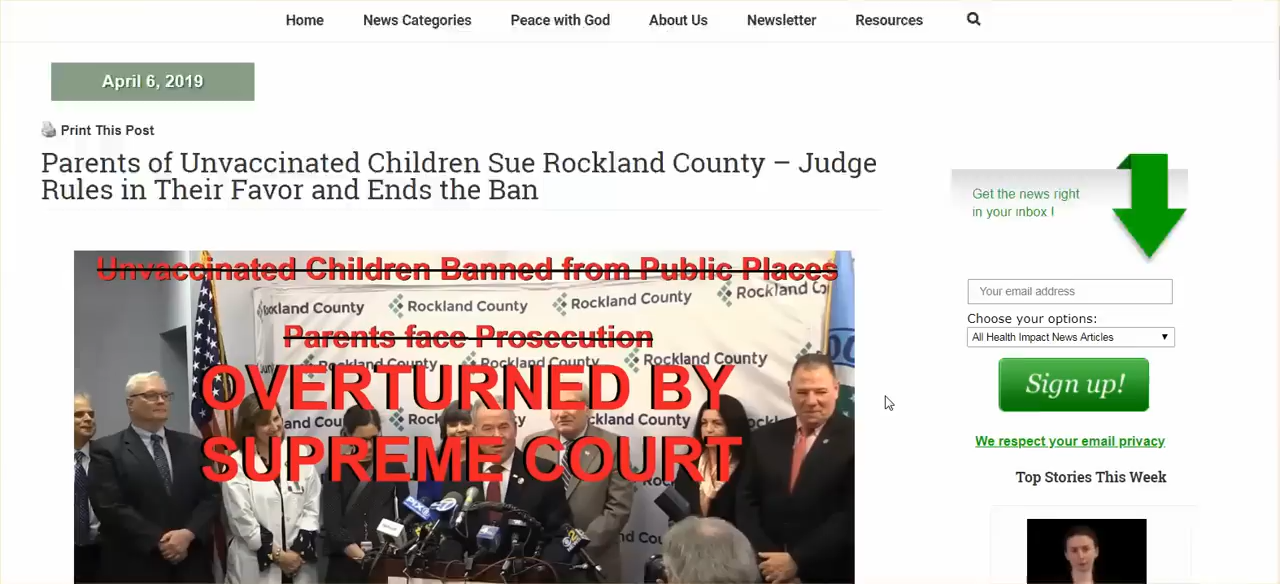 Home News Categories Peace with God About Us Newsletter Resources
April 6, 2019
Print This Post
Parents of Unvaccinated Children Sue Rockland County – Judge
Rules in Their Favor and Ends the Ban
Unvaccinated Children Banned from Public Places
Rockland County
Rockland County
Rockland County
Parents face Prosecution
Rockland County
Rockland County
OVERTURNED BY
SUPREME COURT
Get the news right
in your inbox !
Your email address
Choose your options:
All Health Impact News Articles
Sign up!
We respect your email privacy
Top Stories This Week